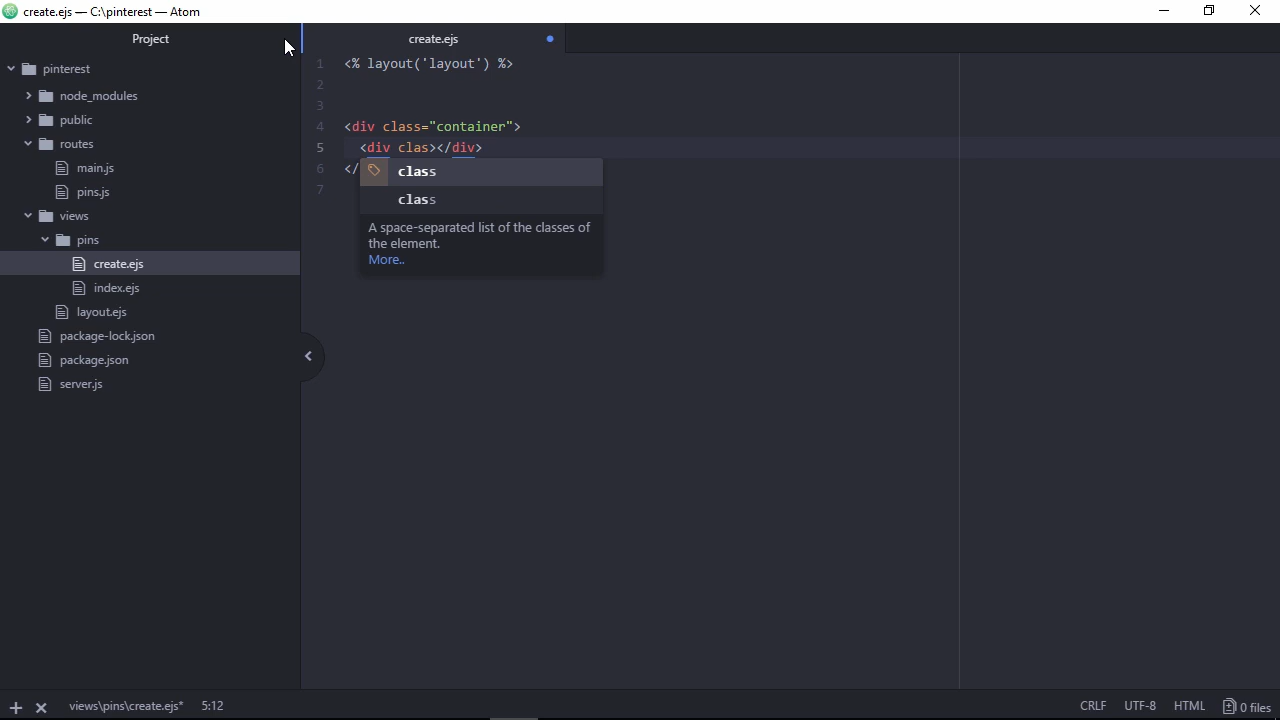 create.ejs — C:\pinterest — Atom
Project
create.ejs
pinterest
node_modules
public
routes
main.js
pins.js
views
pins
create.ejs
index.ejs
layout.ejs
package-lock.json
package.json
server.js
1 <% layout('layout') %>
2
3
4 <div class="container">
5 <div clas></div>
6 </
7
class
class
A space-separated list of the classes of
the element.
More..
views\pins\create.ejs* 5:12
CRLF UTF-8 HTML 0 files